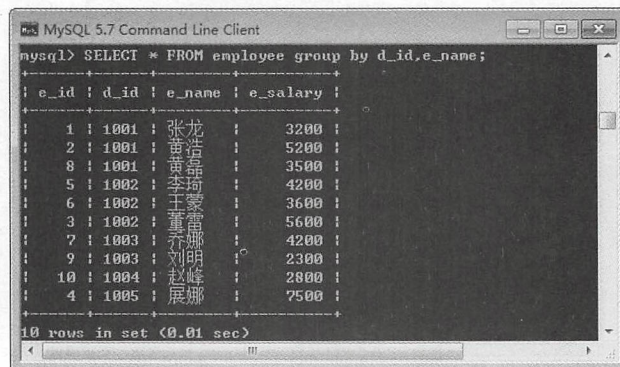 MySQL 5.7 Command Line Client
mysql> SELECT * FROM employee group by d_id,e_name;
+------+------+--------+----------+
| e_id | d_id | e_name | e_salary |
+------+------+--------+----------+
| 1 | 1001 | 张龙 | 3200 |
| 2 | 1001 | 黄浩 | 5200 |
| 8 | 1001 | 黄磊 | 3500 |
| 5 | 1002 | 李琦 | 4200 |
| 6 | 1002 | 王蒙 | 3600 |
| 3 | 1002 | 董雷 | 5600 |
| 7 | 1003 | 乔娜 | 4200 |
| 9 | 1003 | 刘明 | 2300 |
| 10 | 1004 | 赵峰 | 2800 |
| 4 | 1005 | 展娜 | 7500 |
+------+------+--------+----------+
10 rows in set (0.01 sec)